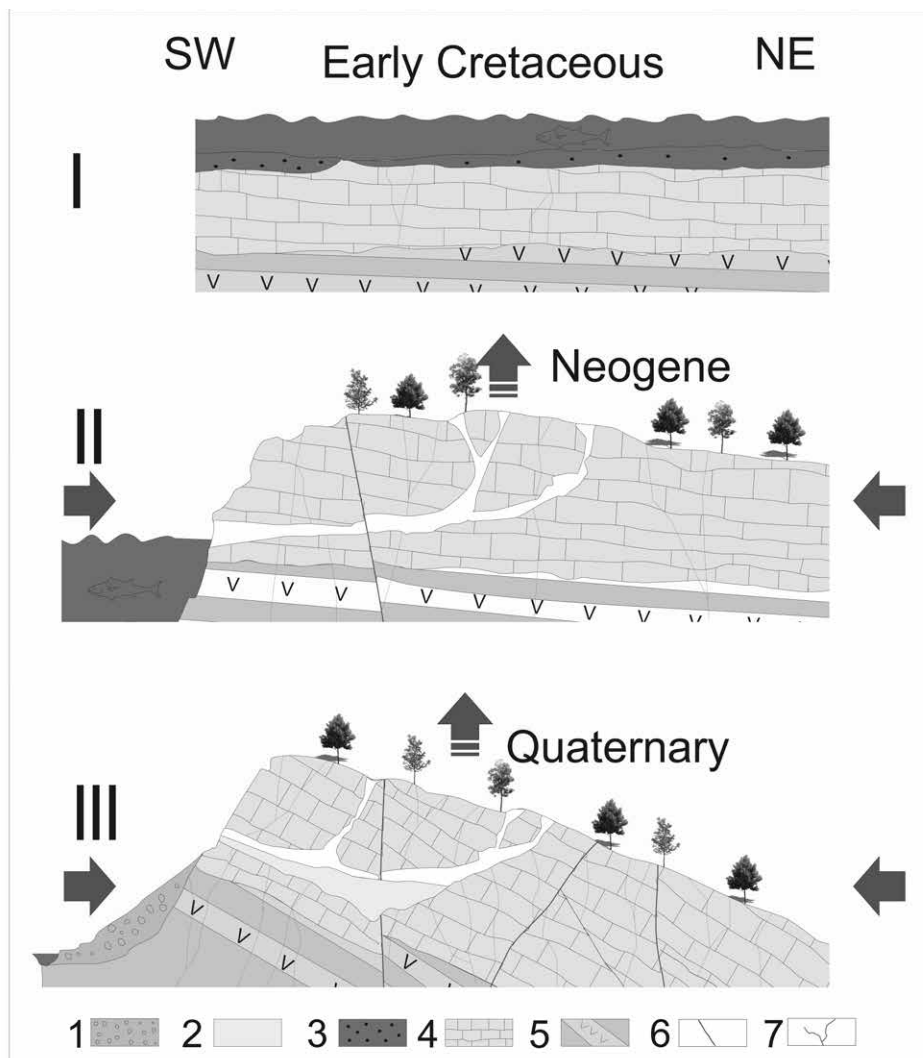 SW Early Cretaceous NE
I
Neogene
II
V V V V V V V V
V V V V V V V V V V
V V V V V V V V
V V V
Quaternary
III
V
V V
V
1 2 3 4 5 6 7